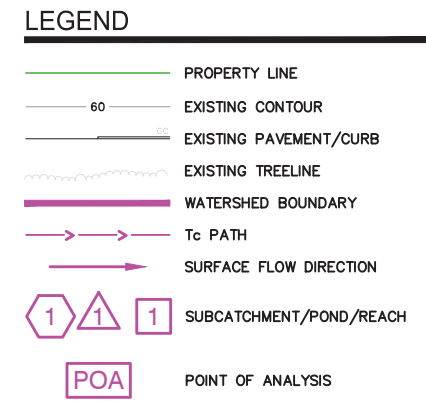 LEGEND
PROPERTY LINE
60 EXISTING CONTOUR
GC EXISTING PAVEMENT/CURB
EXISTING TREELINE
WATERSHED BOUNDARY
Tc PATH
SURFACE FLOW DIRECTION
1 1 1 SUBCATCHMENT/POND/REACH
POA POINT OF ANALYSIS